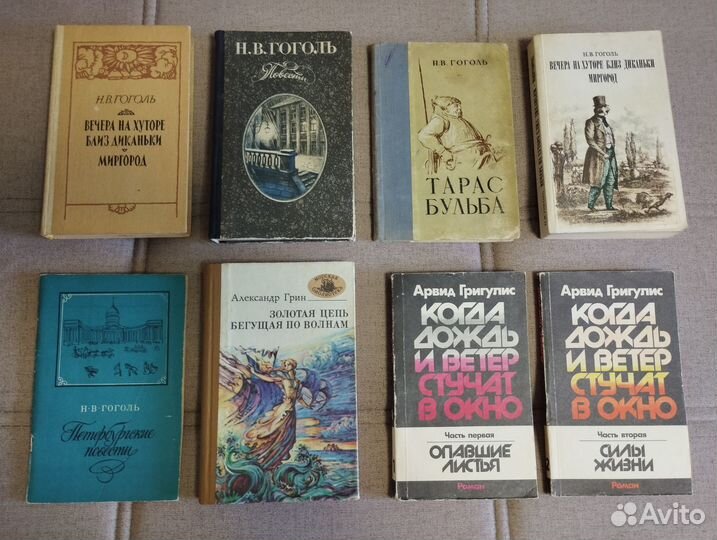 Н.В.ГОГОЛЬ
ВЕЧЕРА НА ХУТОРЕ
БЛИЗ ДИКАНЬКИ
МИРГОРОД
Н.В.ГОГОЛЬ
Повести
Н.В.ГОГОЛЬ
ТАРАС
БУЛЬБА
Н.В.ГОГОЛЬ
ВЕЧЕРА НА ХУТОРЕ БЛИЗ ДИКАНЬКИ
МИРГОРОД
Н·В·ГОГОЛЬ
Петербургские
повести
МОРСКАЯ
БИБЛИОТЕКА
Александр Грин
ЗОЛОТАЯ ЦЕПЬ
БЕГУЩАЯ ПО ВОЛНАМ
Арвид Григулис
КОГДА
ДОЖДЬ
И ВЕТЕР
СТУЧАТ
В ОКНО
Часть первая
ОПАВШИЕ
ЛИСТЬЯ
Роман
Арвид Григулис
КОГДА
ДОЖДЬ
И ВЕТЕР
СТУЧАТ
В ОКНО
Часть вторая
СИЛЫ
ЖИЗНИ
Роман
Avito